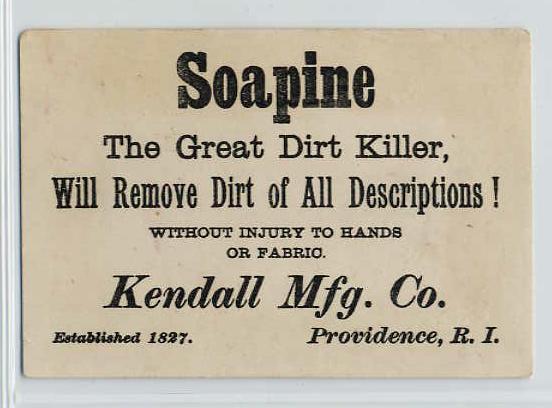 Soapine
The Great Dirt Killer,
Will Remove Dirt of All Descriptions !
WITHOUT INJURY TO HANDS
OR FABRIC.
Kendall Mfg. Co.
Established 1827.
Providence, R. I.